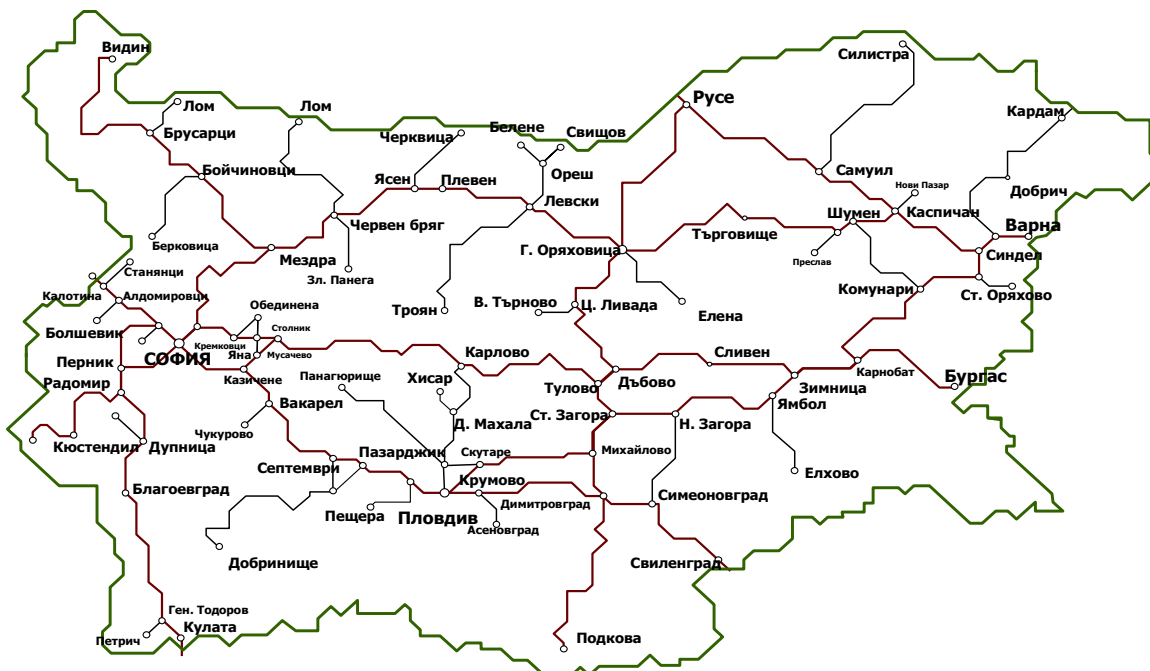 Видин
Силистра
Лом
Лом
Русе
Кардам
Брусарци
Черквица
Белене
Свищов
Бойчиновци
Ясен
Плевен
Ореш
Самуил
Нови Пазар
Добрич
Левски
Червен бряг
Шумен
Каспичан
Варна
Берковица
Мездра
Г. Оряховица
Търговище
Преслав
Синдел
Станянци
Зл. Панега
Калотина
Алдомировци
Комунари
Ст. Оряхово
Обединена
Троян
В. Търново
Ц. Ливада
Елена
Болшевик
Столник
Кремковци
СОФИЯ
Яна
Мусачево
Перник
Карлово
Сливен
Карнобат
Казичене
Панагюрище
Хисар
Тулово
Дъбово
Зимница
Бургас
Радомир
Вакарел
Ямбол
Чукурово
Д. Махала
Ст. Загора
Н. Загора
Кюстендил
Дупница
Пазарджик
Скутаре
Михайлово
Септември
Крумово
Елхово
Благоевград
Пещера
Пловдив
Димитровград
Симеоновград
Асеновград
Добринище
Свиленград
Ген. Тодоров
Петрич
Кулата
Подкова